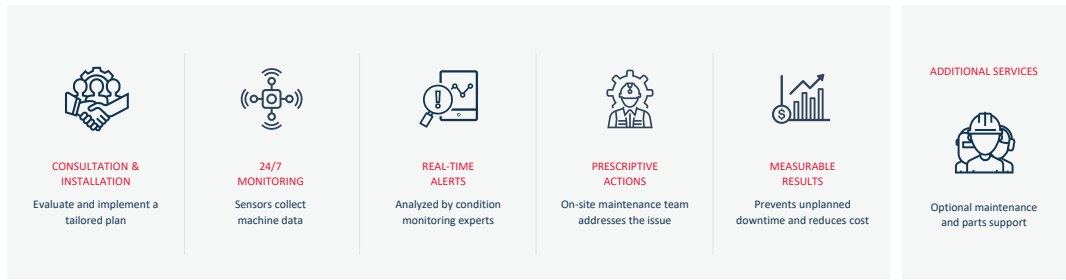 CONSULTATION &
INSTALLATION
Evaluate and implement a
tailored plan
24/7
MONITORING
Sensors collect
machine data
REAL-TIME
ALERTS
Analyzed by condition
monitoring experts
PRESCRIPTIVE
ACTIONS
On-site maintenance team
addresses the issue
$
MEASURABLE
RESULTS
Prevents unplanned
downtime and reduces cost
ADDITIONAL SERVICES
Optional maintenance
and parts support